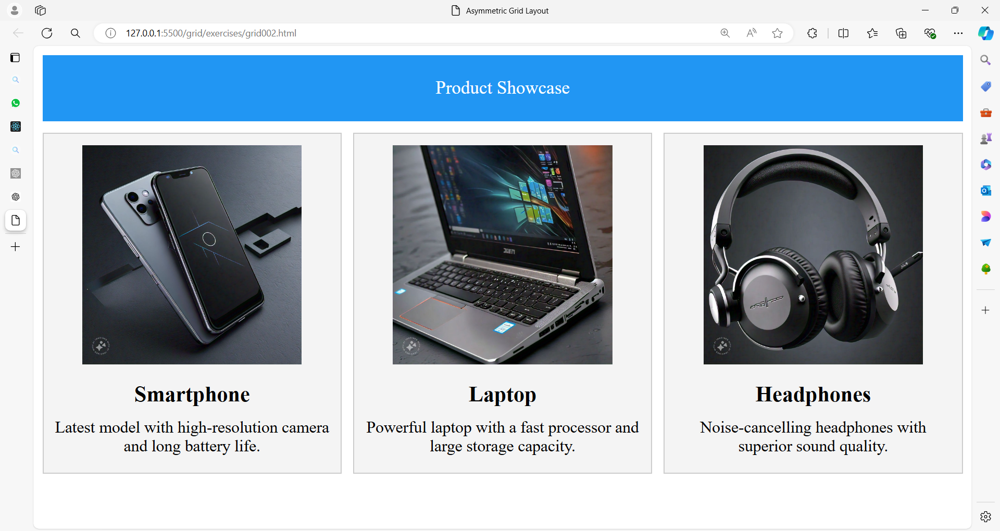 Asymmetric Grid Layout
127.0.0.1:5500/grid/exercises/grid002.html
Product Showcase
Smartphone
Latest model with high-resolution camera
and long battery life.
Laptop
Powerful laptop with a fast processor and
large storage capacity.
Headphones
Noise-cancelling headphones with
superior sound quality.